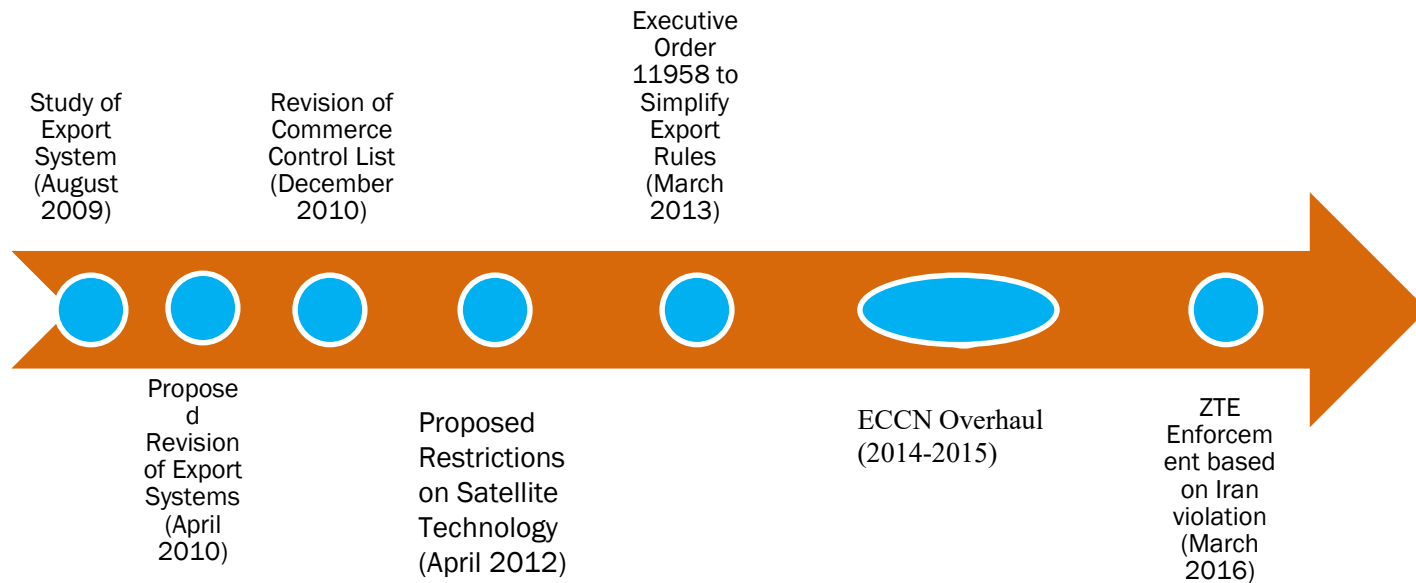 Study of
Export
System
(August
2009)
Propose
d
Revision
of Export
Systems
(April
2010)
Revision of
Commerce
Control List
(December
2010)
Proposed
Restrictions
on Satellite
Technology
(April 2012)
Executive
Order
11958 to
Simplify
Export
Rules
(March
2013)
ECCN Overhaul
(2014-2015)
ZTE
Enforcem
ent based
on Iran
violation
(March
2016)